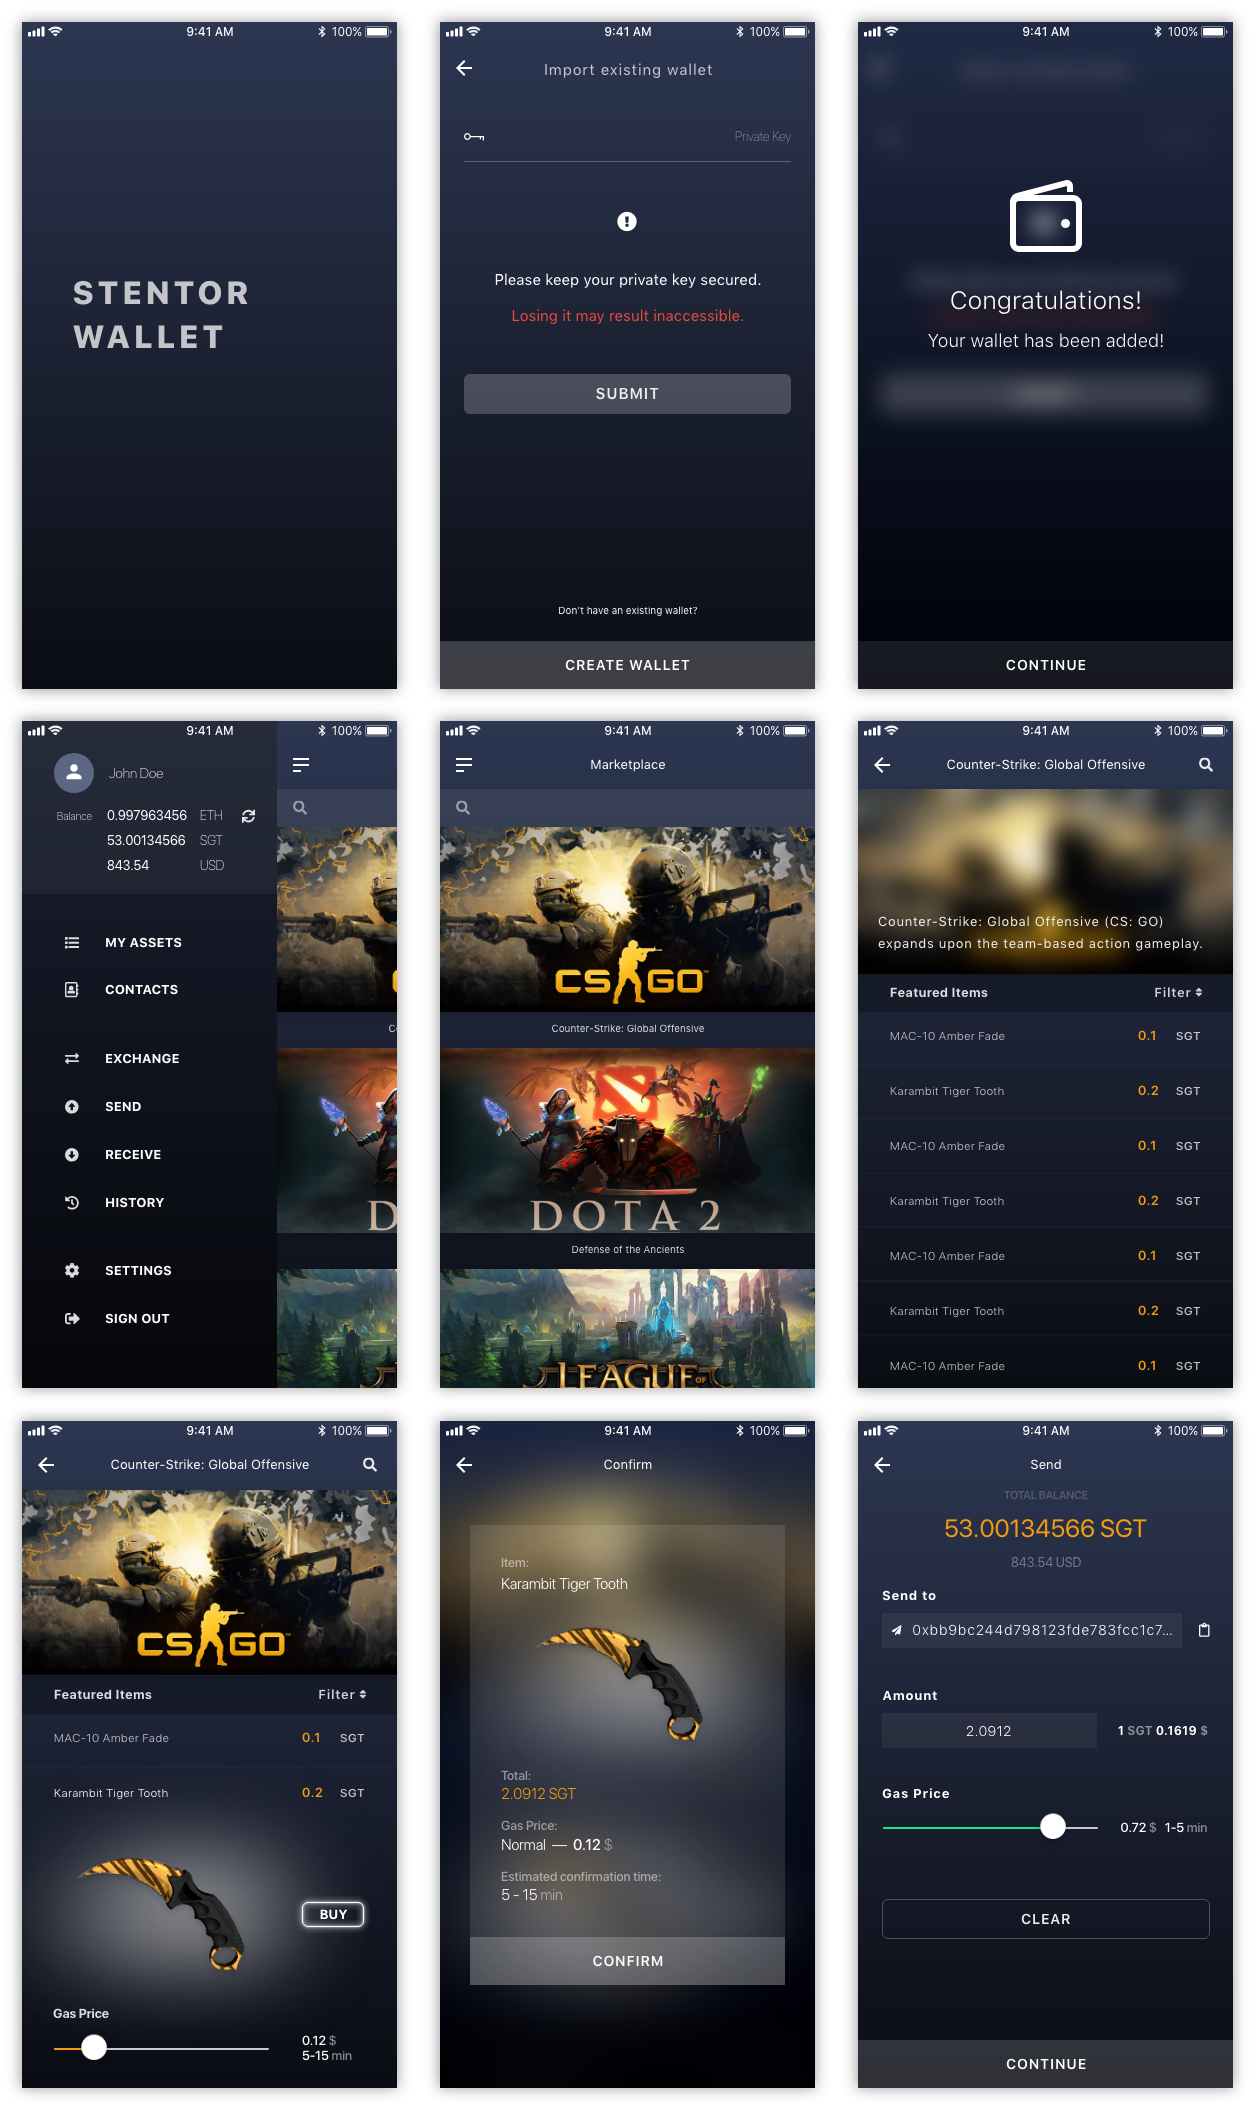 9:41 AM
100%
STENTOR
WALLET
9:41 AM
100%
Import existing wallet
Private Key
Please keep your private key secured.
Losing it may result inaccessible.
SUBMIT
Don't have an existing wallet?
CREATE WALLET
9:41 AM
100%
Congratulations!
Your wallet has been added!
CONTINUE
9:41 AM
100%
John Doe
Balance 0.997963456 ETH
53.00134566 SGT
843.54 USD
MY ASSETS
CONTACTS
EXCHANGE
SEND
RECEIVE
HISTORY
SETTINGS
SIGN OUT
C
Co
D
9:41 AM
100%
Marketplace
CS GO
Counter-Strike: Global Offensive
DOTA 2
Defense of the Ancients
LEAGUE OF
9:41 AM
100%
Counter-Strike: Global Offensive
Counter-Strike: Global Offensive (CS: GO)
expands upon the team-based action gameplay.
Featured Items Filter
MAC-10 Amber Fade 0.1 SGT
Karambit Tiger Tooth 0.2 SGT
MAC-10 Amber Fade 0.1 SGT
Karambit Tiger Tooth 0.2 SGT
MAC-10 Amber Fade 0.1 SGT
Karambit Tiger Tooth 0.2 SGT
MAC-10 Amber Fade 0.1 SGT
9:41 AM
100%
Counter-Strike: Global Offensive
CS GO
Featured Items Filter
MAC-10 Amber Fade 0.1 SGT
Karambit Tiger Tooth 0.2 SGT
BUY
Gas Price
0.12 $
5-15 min
9:41 AM
100%
Confirm
Item:
Karambit Tiger Tooth
Total:
2.0912 SGT
Gas Price:
Normal — 0.12 $
Estimated confirmation time:
5 - 15 min
CONFIRM
9:41 AM
100%
Send
TOTAL BALANCE
53.00134566 SGT
843.54 USD
Send to
0xbb9bc244d798123fde783fcc1c7...
Amount
2.0912 1 SGT 0.1619 $
Gas Price
0.72 $ 1-5 min
CLEAR
CONTINUE